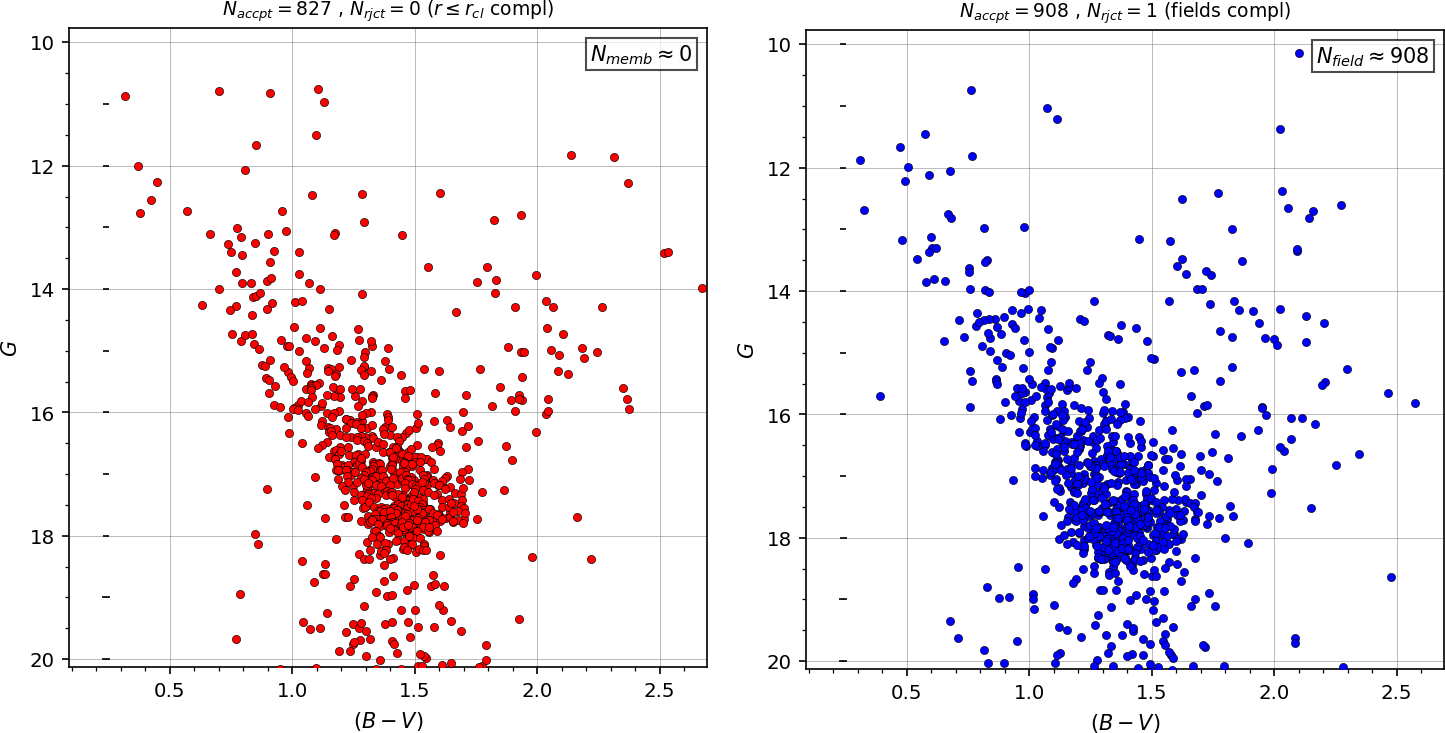 N_accpt = 827 , N_rjct = 0 (r ≤ r_cl compl)
N_memb ≈ 0
10
12
14
16
18
20
G
0.5 1.0 1.5 2.0 2.5
(B − V)
N_accpt = 908 , N_rjct = 1 (fields compl)
N_field ≈ 908
10
12
14
16
18
20
G
0.5 1.0 1.5 2.0 2.5
(B − V)